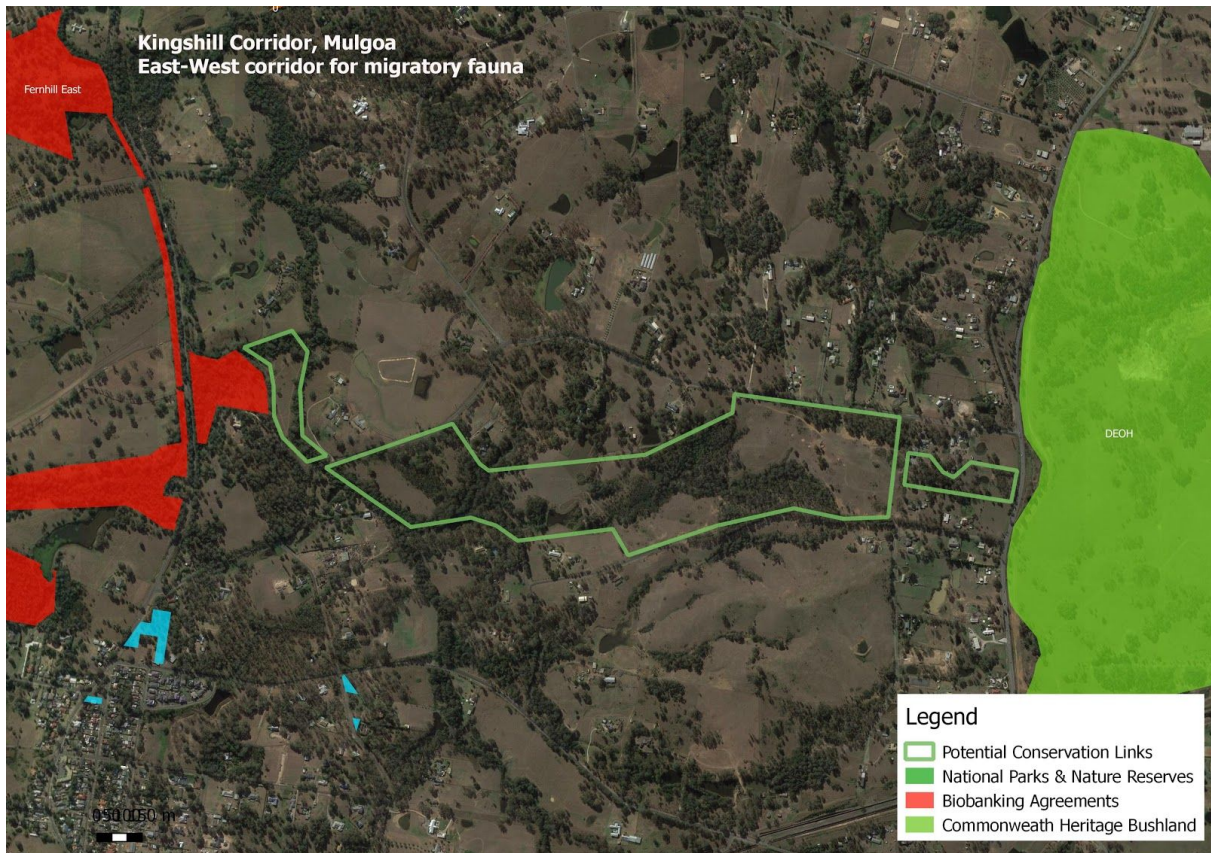 Kingshill Corridor, Mulgoa
East-West corridor for migratory fauna
Fernhill East
DEOH
Legend
Potential Conservation Links
National Parks & Nature Reserves
Biobanking Agreements
Commonweath Heritage Bushland